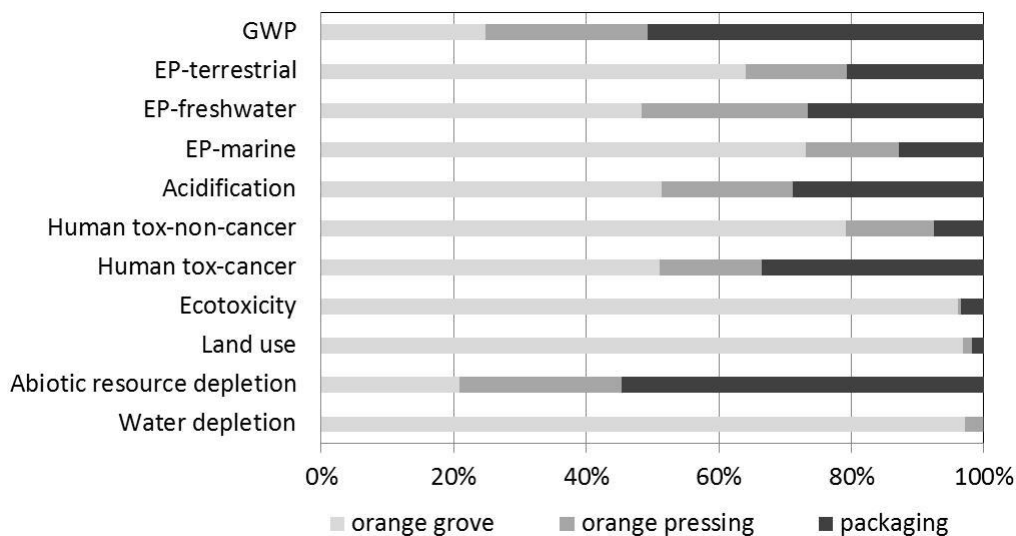 GWP
EP-terrestrial
EP-freshwater
EP-marine
Acidification
Human tox-non-cancer
Human tox-cancer
Ecotoxicity
Land use
Abiotic resource depletion
Water depletion
0% 20% 40% 60% 80% 100%
orange grove orange pressing packaging